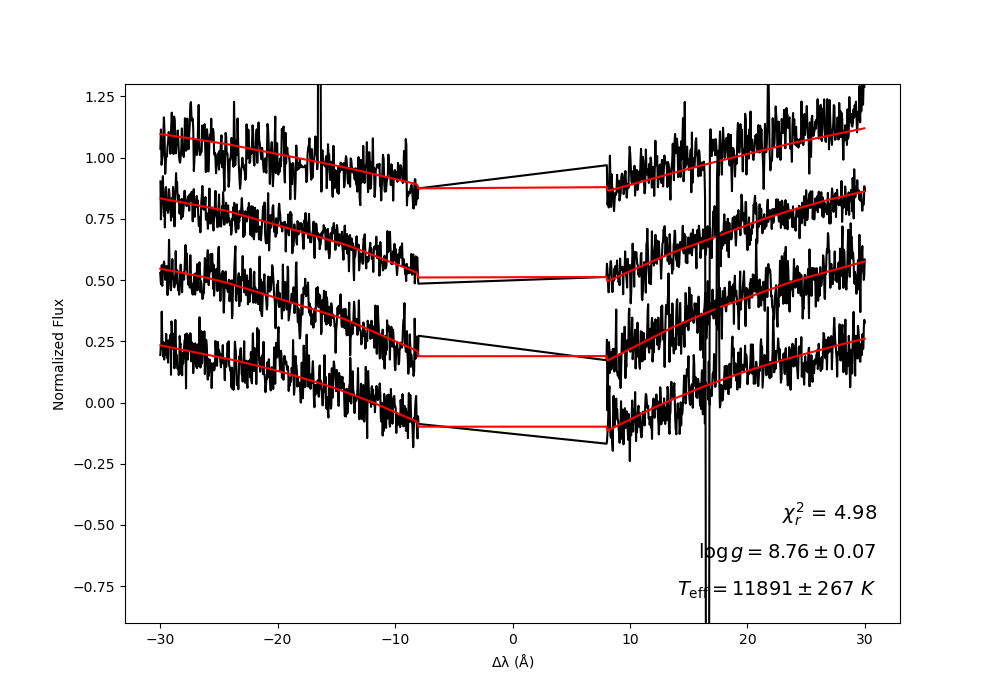 1.25
1.00
0.75
0.50
0.25
0.00
−0.25
−0.50
−0.75
Normalized Flux
χ²ᵣ = 4.98
log g = 8.76 ± 0.07
T_eff = 11891 ± 267 K
−30 −20 −10 0 10 20 30
Δλ (Å)